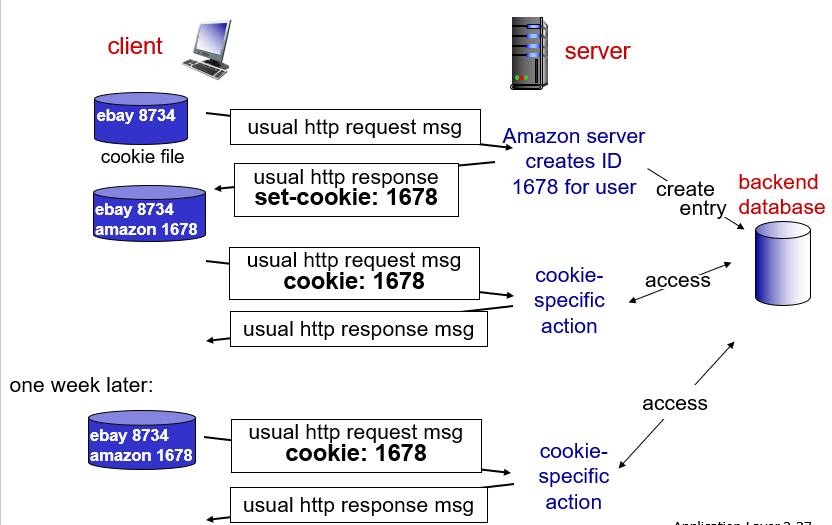 client
server
ebay 8734
cookie file
usual http request msg
Amazon server
creates ID
1678 for user
usual http response
set-cookie: 1678
create
entry
backend
database
ebay 8734
amazon 1678
usual http request msg
cookie: 1678
cookie-
specific
action
access
usual http response msg
one week later:
access
ebay 8734
amazon 1678
usual http request msg
cookie: 1678
cookie-
specific
action
usual http response msg
Application Layer 2-37